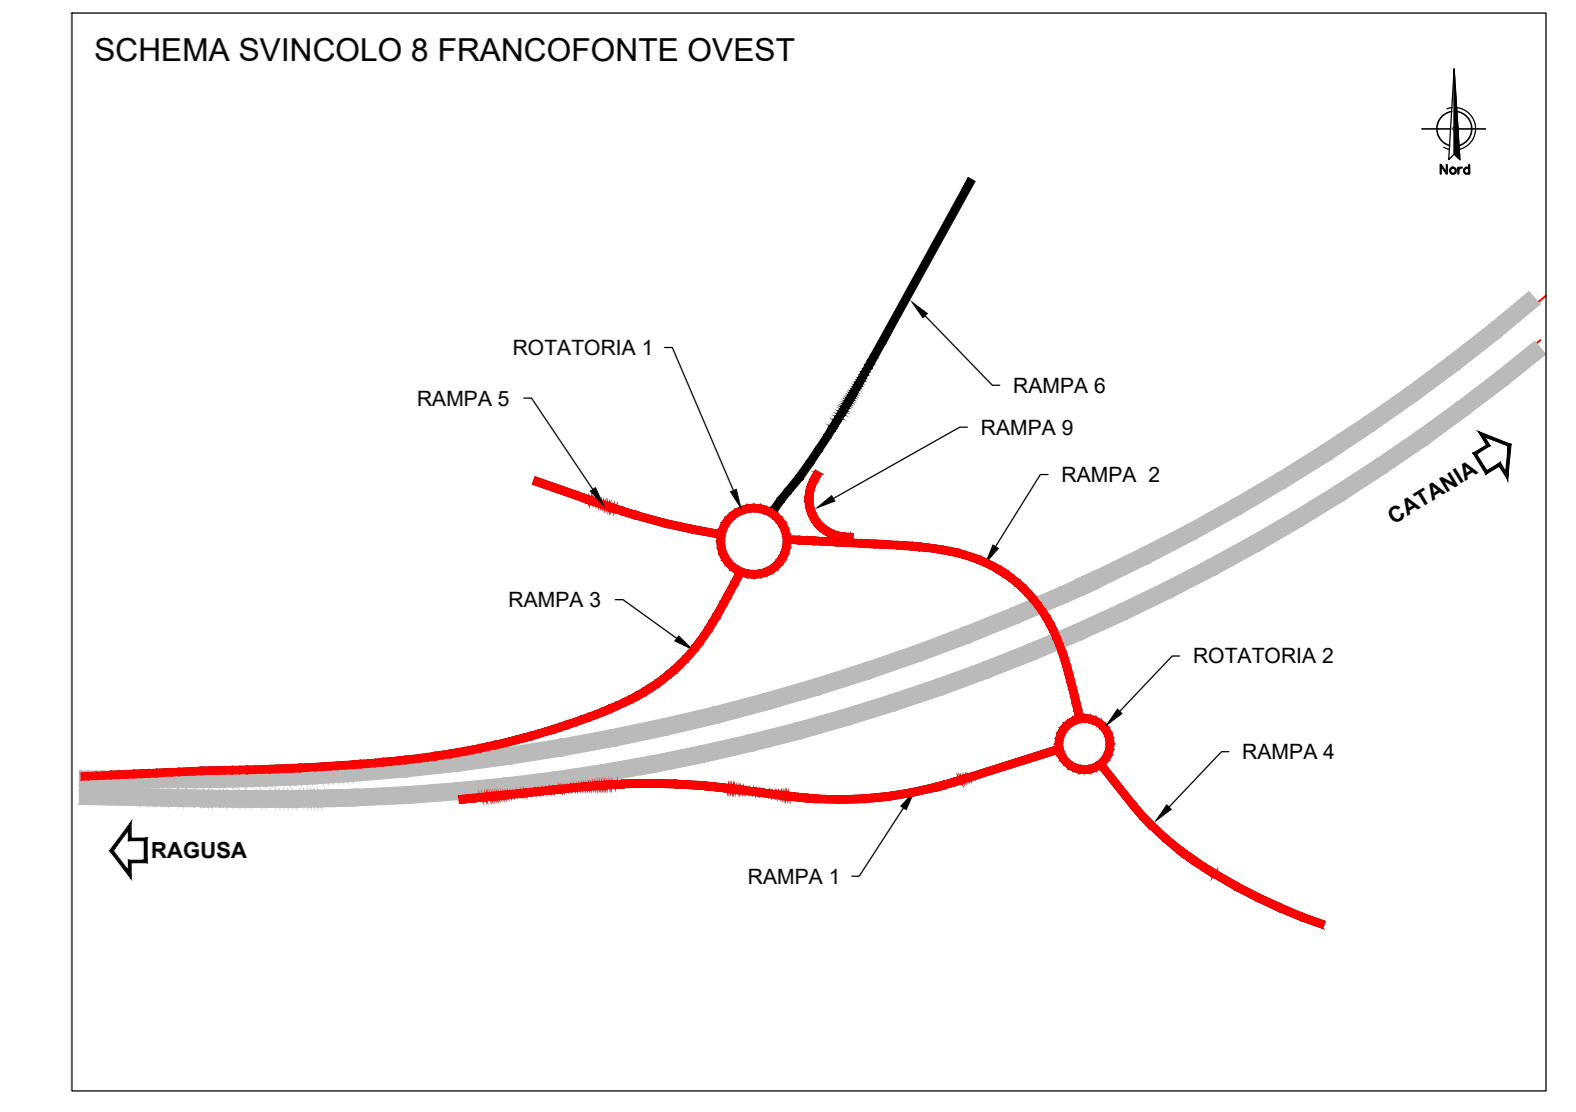 SCHEMA SVINCOLO 8 FRANCOFONTE OVEST
Nord
ROTATORIA 1
RAMPA 5
RAMPA 6
RAMPA 9
RAMPA 2
CATANIA
RAMPA 3
ROTATORIA 2
RAMPA 4
RAGUSA
RAMPA 1